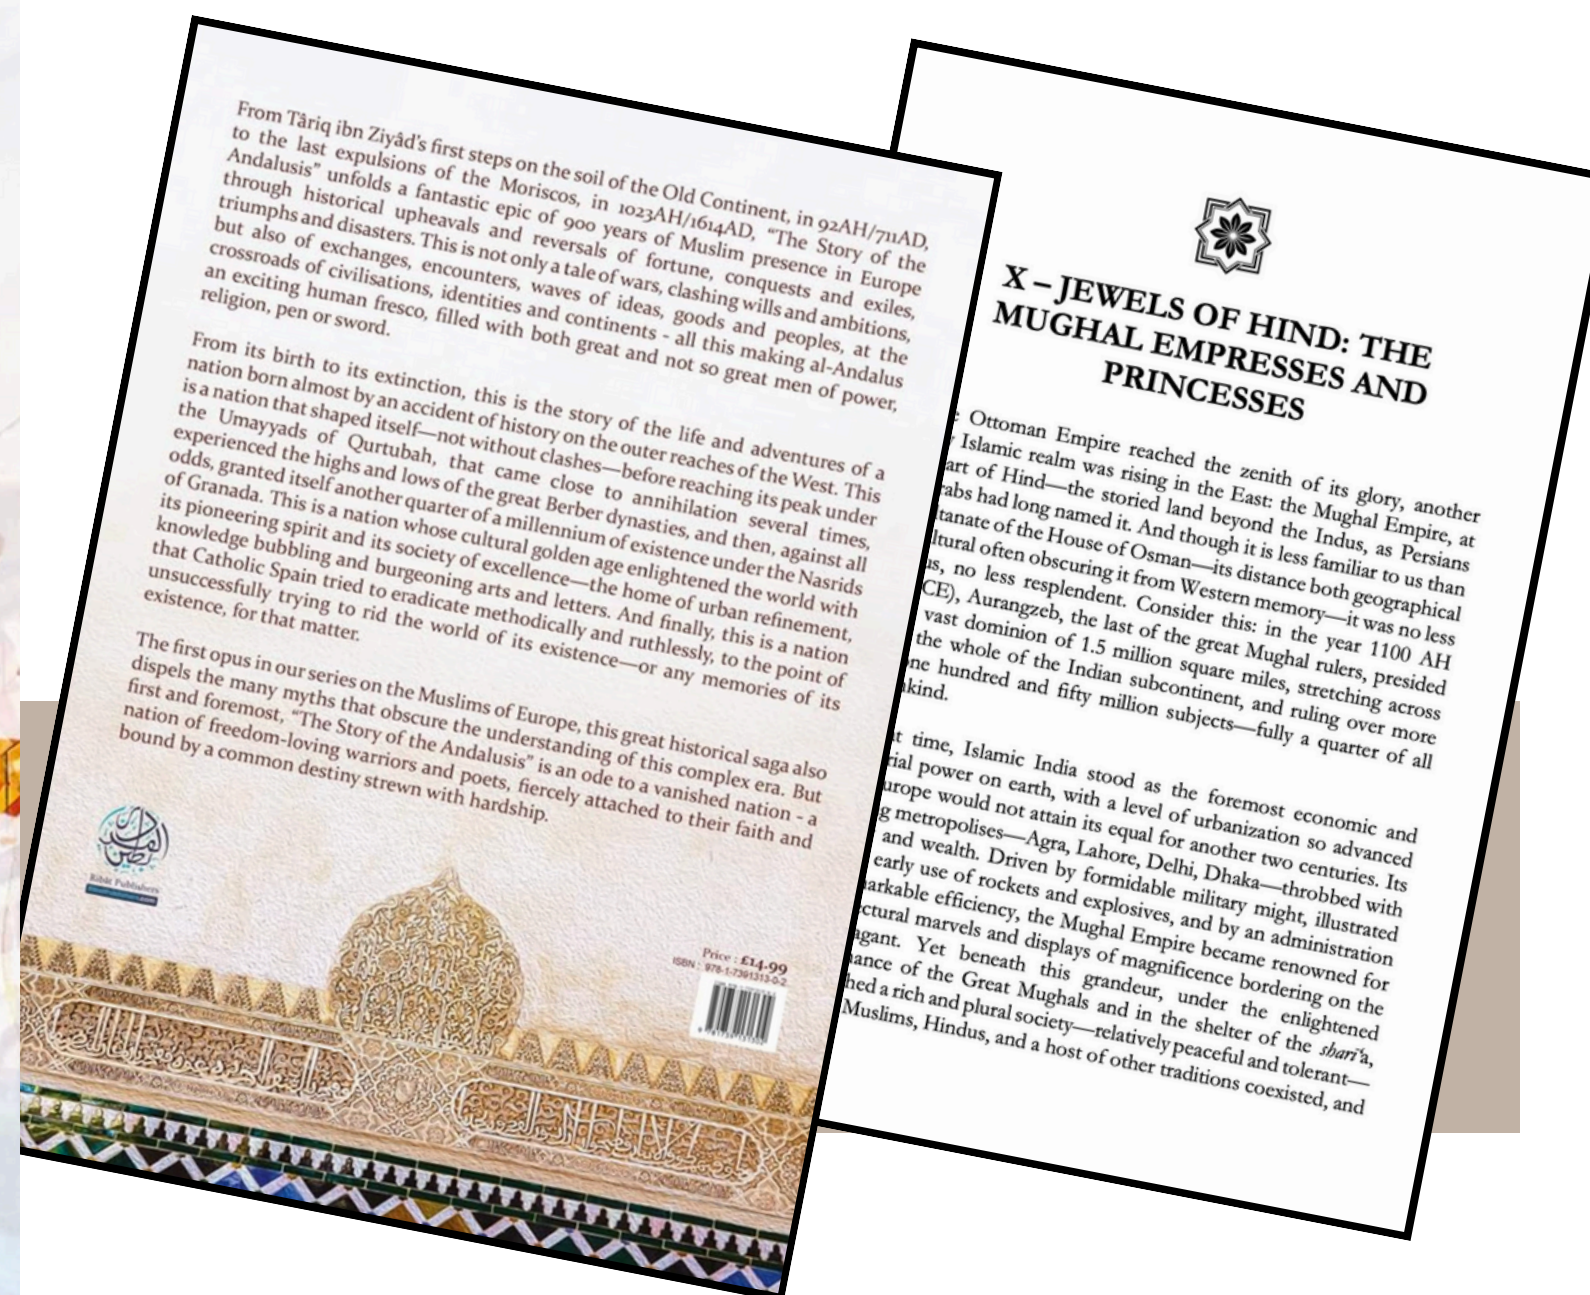 From Târiq ibn Ziyâd's first steps on the soil of the Old Continent, in 92AH/711AD,
to the last expulsions of the Moriscos, in 1023AH/1614AD, “The Story of the
Andalusis” unfolds a fantastic epic of 900 years of Muslim presence in Europe
through historical upheavals and reversals of fortune, conquests and exiles,
triumphs and disasters. This is not only a tale of wars, clashing wills and ambitions,
but also of exchanges, encounters, waves of ideas, goods and peoples, at the
crossroads of civilisations, identities and continents - all this making al-Andalus
an exciting human fresco, filled with both great and not so great men of power,
religion, pen or sword.
From its birth to its extinction, this is the story of the life and adventures of a
nation born almost by an accident of history on the outer reaches of the West. This
is a nation that shaped itself—not without clashes—before reaching its peak under
the Umayyads of Qurtubah, that came close to annihilation several times,
experienced the highs and lows of the great Berber dynasties, and then, against all
odds, granted itself another quarter of a millennium of existence under the Nasrids
of Granada. This is a nation whose cultural golden age enlightened the world with
its pioneering spirit and its society of excellence—the home of urban refinement,
knowledge bubbling and burgeoning arts and letters. And finally, this is a nation
that Catholic Spain tried to eradicate methodically and ruthlessly, to the point of
unsuccessfully trying to rid the world of its existence—or any memories of its
existence, for that matter.
The first opus in our series on the Muslims of Europe, this great historical saga also
dispels the many myths that obscure the understanding of this complex era. But
first and foremost, “The Story of the Andalusis” is an ode to a vanished nation - a
nation of freedom-loving warriors and poets, fiercely attached to their faith and
bound by a common destiny strewn with hardship.
Ribât Publishers
Price : £14.99
ISBN : 978-1-7391313-0-2
X – JEWELS OF HIND: THE
MUGHAL EMPRESSES AND
PRINCESSES
Ottoman Empire reached the zenith of its glory, another
Islamic realm was rising in the East: the Mughal Empire, at
art of Hind—the storied land beyond the Indus, as Persians
rabs had long named it. And though it is less familiar to us than
tanate of the House of Osman—its distance both geographical
ltural often obscuring it from Western memory—it was no less
us, no less resplendent. Consider this: in the year 1100 AH
CE), Aurangzeb, the last of the great Mughal rulers, presided
vast dominion of 1.5 million square miles, stretching across
the whole of the Indian subcontinent, and ruling over more
ne hundred and fifty million subjects—fully a quarter of all
kind.
t time, Islamic India stood as the foremost economic and
rial power on earth, with a level of urbanization so advanced
urope would not attain its equal for another two centuries. Its
g metropolises—Agra, Lahore, Delhi, Dhaka—throbbed with
and wealth. Driven by formidable military might, illustrated
early use of rockets and explosives, and by an administration
arkable efficiency, the Mughal Empire became renowned for
ctural marvels and displays of magnificence bordering on the
agant. Yet beneath this grandeur, under the enlightened
ance of the Great Mughals and in the shelter of the shari'a,
hed a rich and plural society—relatively peaceful and tolerant—
Muslims, Hindus, and a host of other traditions coexisted, and